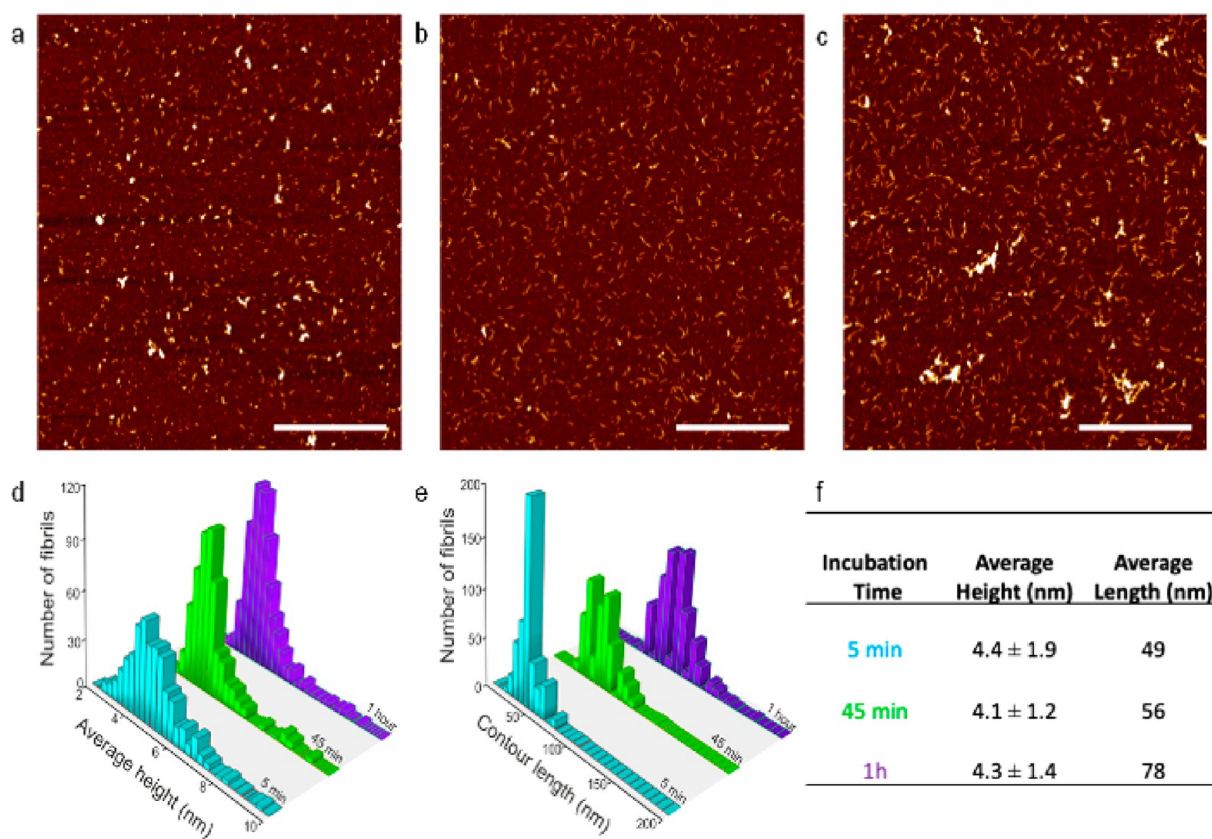 a
b
c
d
Number of fibrils
120
90
60
30
0
2
4
6
8
10
Average height (nm)
5 min
45 min
1 hour
e
Number of fibrils
200
150
100
50
0
50
100
150
200
Contour length (nm)
5 min
45 min
1 hour
f
Incubation Time
Average Height (nm)
Average Length (nm)
5 min 4.4 ± 1.9 49
45 min 4.1 ± 1.2 56
1h 4.3 ± 1.4 78